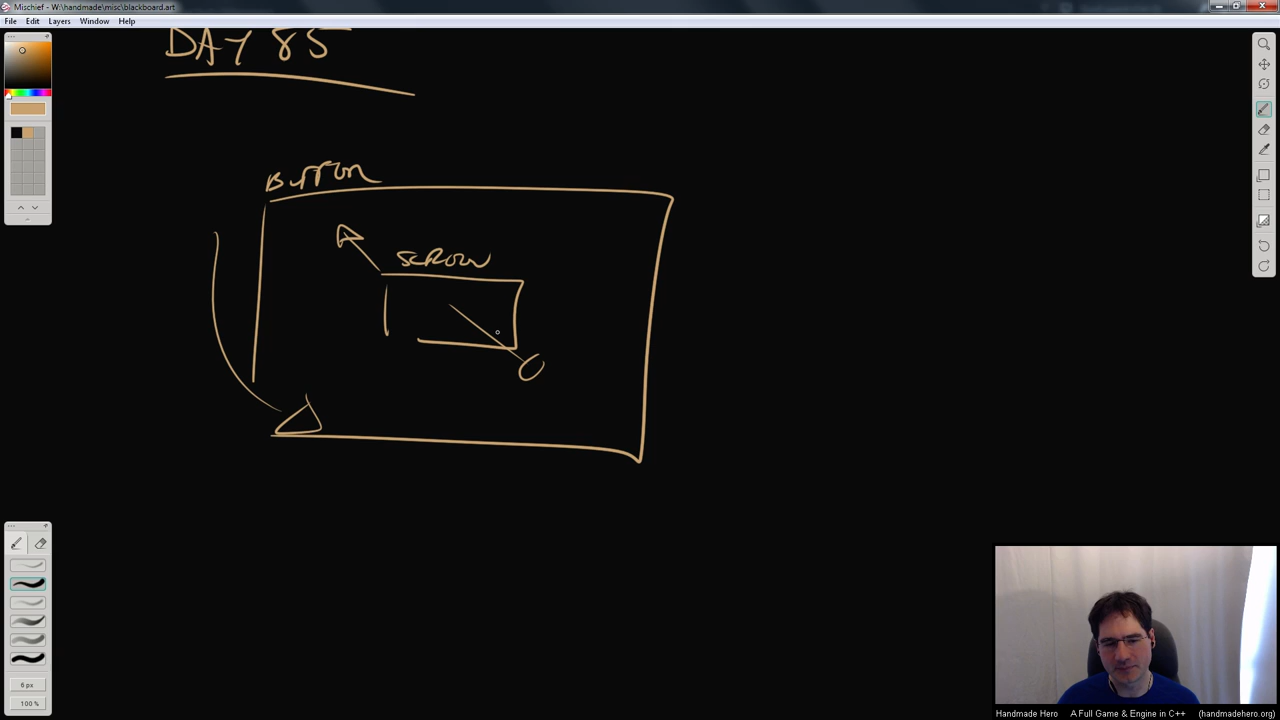 Mischief - W:\handmade\misc\blackboard.art
File Edit Layers Window Help
DAY 85
BUTTON
6 px
100 %
Handmade Hero A Full Game & Engine in C++ (handmadehero.org)